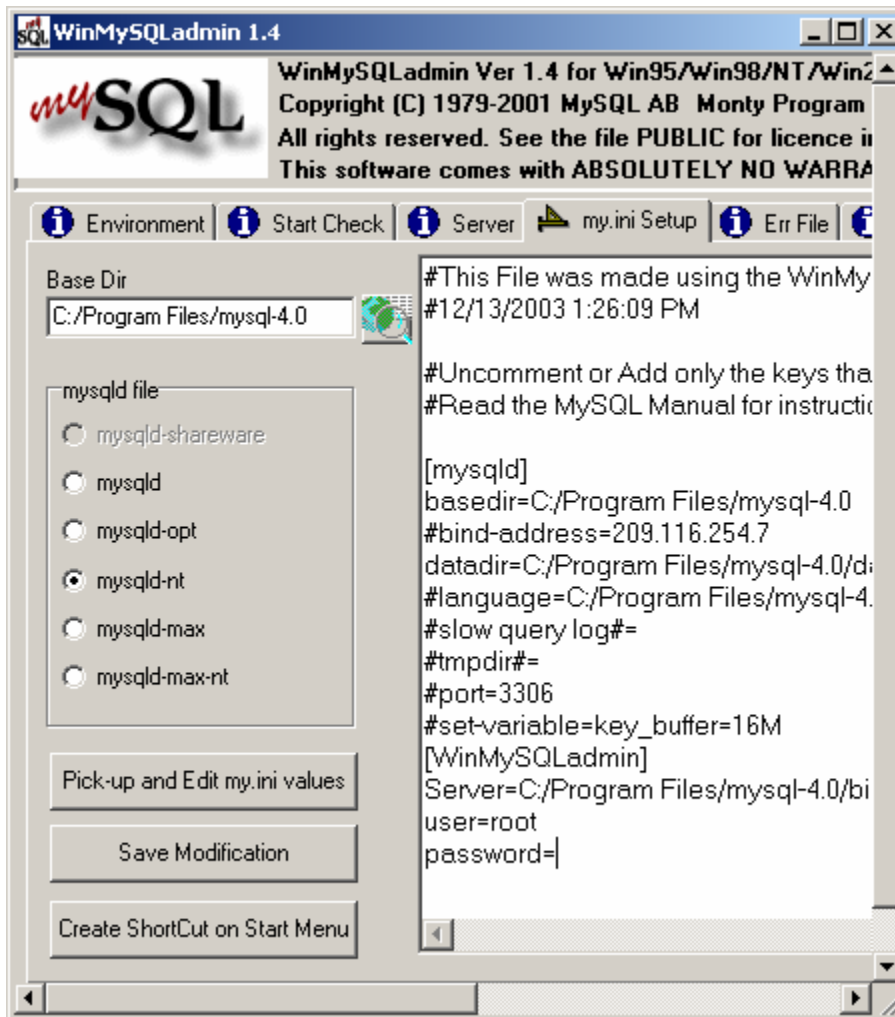 WinMySQLadmin 1.4
mySQL
WinMySQLadmin Ver 1.4 for Win95/Win98/NT/Win2
Copyright (C) 1979-2001 MySQL AB Monty Program
All rights reserved. See the file PUBLIC for licence
This software comes with ABSOLUTELY NO
Environment Start Check Server my.ini Setup Err File
Base Dir
C:/Program Files/mysql-4.0
mysqld file
mysqld-shareware
mysqld
mysqld-opt
mysqld-nt
mysqld-max
mysqld-max-nt
Pick-up and Edit my.ini values
Save Modification
Create ShortCut on Start Menu
#This File was made using the WinMy
#12/13/2003 1:26:09 PM
#Uncomment or Add only the keys tha
#Read the MySQL Manual for instructi
[mysqld]
basedir=C:/Program Files/mysql-4.0
#bind-address=209.116.254.7
datadir=C:/Program Files/mysql-4.0/d
#language=C:/Program Files/mysql-4.
#slow query log#=
#tmpdir#=
#port=3306
#set-variable=key_buffer=16M
[WinMySQLadmin]
Server=C:/Program Files/mysql-4.0/bi
user=root
password=